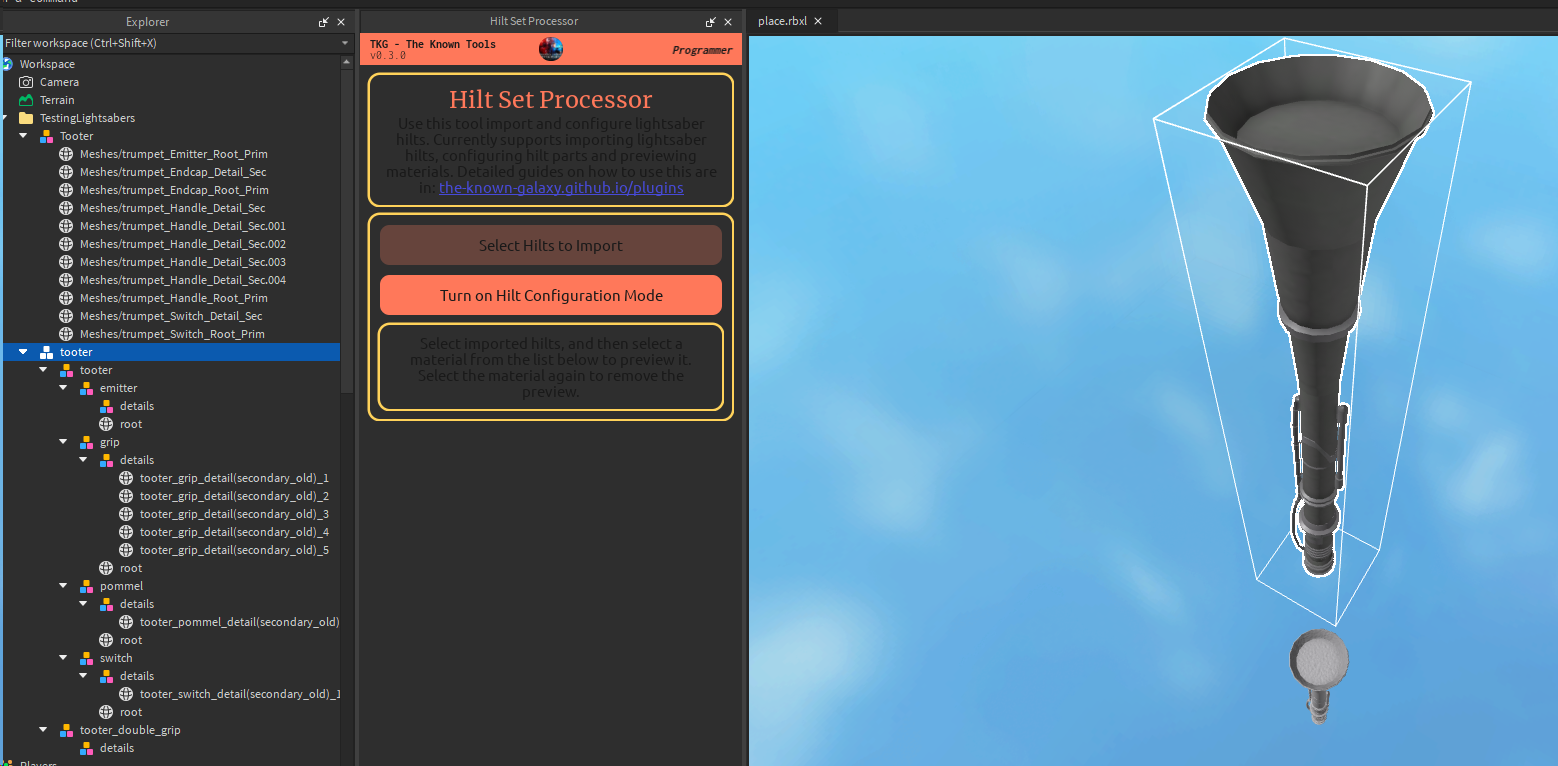 a command
Explorer
Filter workspace (Ctrl+Shift+X)
Workspace
Camera
Terrain
TestingLightsabers
Tooter
Meshes/trumpet_Emitter_Root_Prim
Meshes/trumpet_Endcap_Detail_Sec
Meshes/trumpet_Endcap_Root_Prim
Meshes/trumpet_Handle_Detail_Sec
Meshes/trumpet_Handle_Detail_Sec.001
Meshes/trumpet_Handle_Detail_Sec.002
Meshes/trumpet_Handle_Detail_Sec.003
Meshes/trumpet_Handle_Detail_Sec.004
Meshes/trumpet_Handle_Root_Prim
Meshes/trumpet_Switch_Detail_Sec
Meshes/trumpet_Switch_Root_Prim
tooter
tooter
emitter
details
root
grip
details
tooter_grip_detail(secondary_old)_1
tooter_grip_detail(secondary_old)_2
tooter_grip_detail(secondary_old)_3
tooter_grip_detail(secondary_old)_4
tooter_grip_detail(secondary_old)_5
root
pommel
details
tooter_pommel_detail(secondary_old)
root
switch
details
tooter_switch_detail(secondary_old)_1
root
tooter_double_grip
details
Players
Hilt Set Processor
TKG - The Known Tools
v0.3.0
Programmer
Hilt Set Processor
Use this tool import and configure lightsaber
hilts. Currently supports importing lightsaber
hilts, configuring hilt parts and previewing
materials. Detailed guides on how to use this are
in: the-known-galaxy.github.io/plugins
Select Hilts to Import
Turn on Hilt Configuration Mode
Select imported hilts, and then select a
material from the list below to preview it.
Select the material again to remove the
preview.
place.rbxl